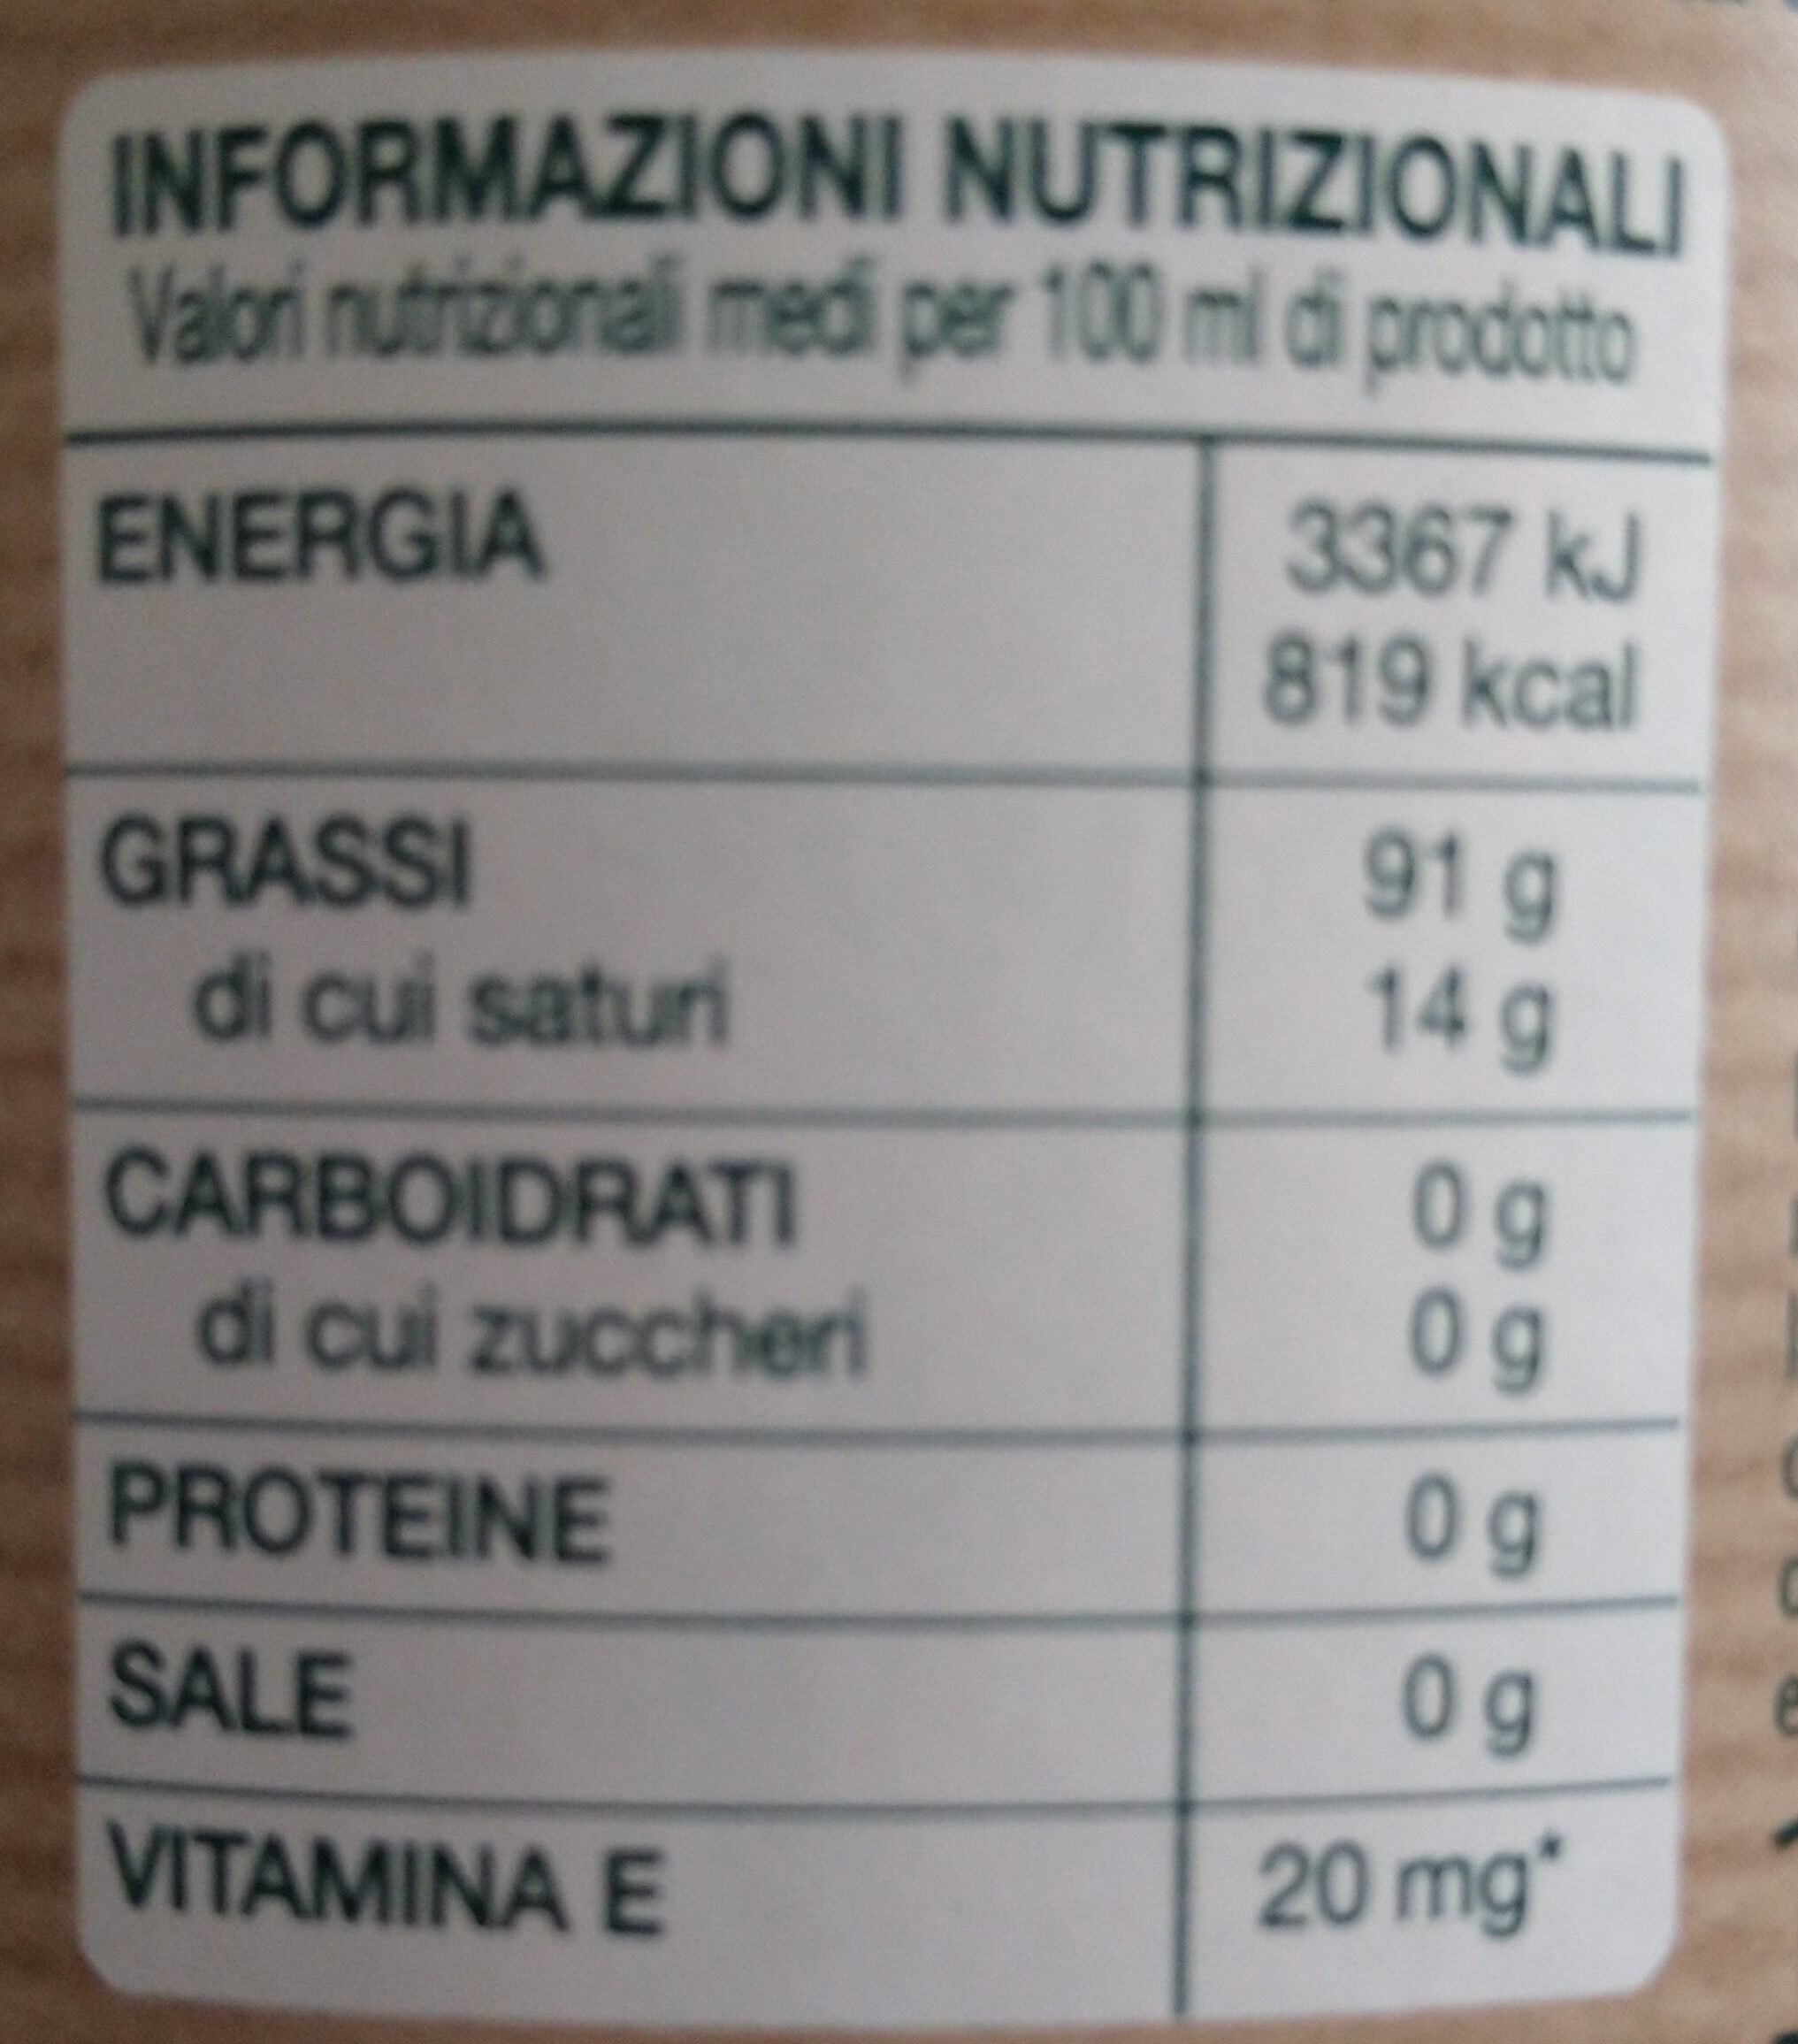 INFORMAZIONI NUTRIZIONALI
Valori nutrizionali medi per 100 ml di prodotto
ENERGIA 3367 kJ
819 kcal
GRASSI 91 g
di cui saturi 14 g
CARBOIDRATI 0 g
di cui zuccheri 0 g
PROTEINE 0 g
SALE 0 g
VITAMINA E 20 mg*